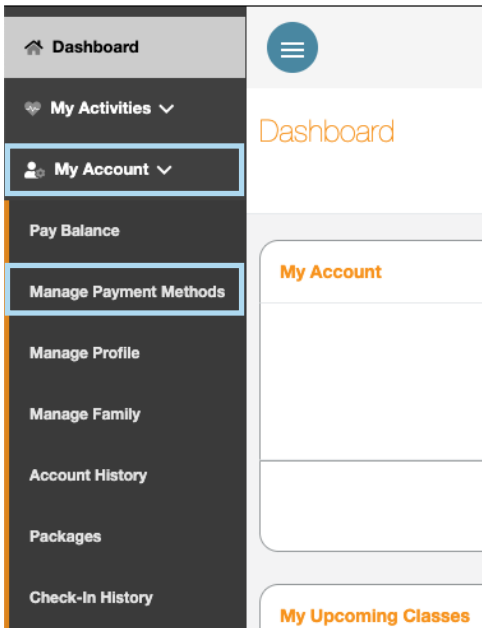 Dashboard
My Activities
My Account
Pay Balance
Manage Payment Methods
Manage Profile
Manage Family
Account History
Packages
Check-In History
Dashboard
My Account
My Upcoming Classes